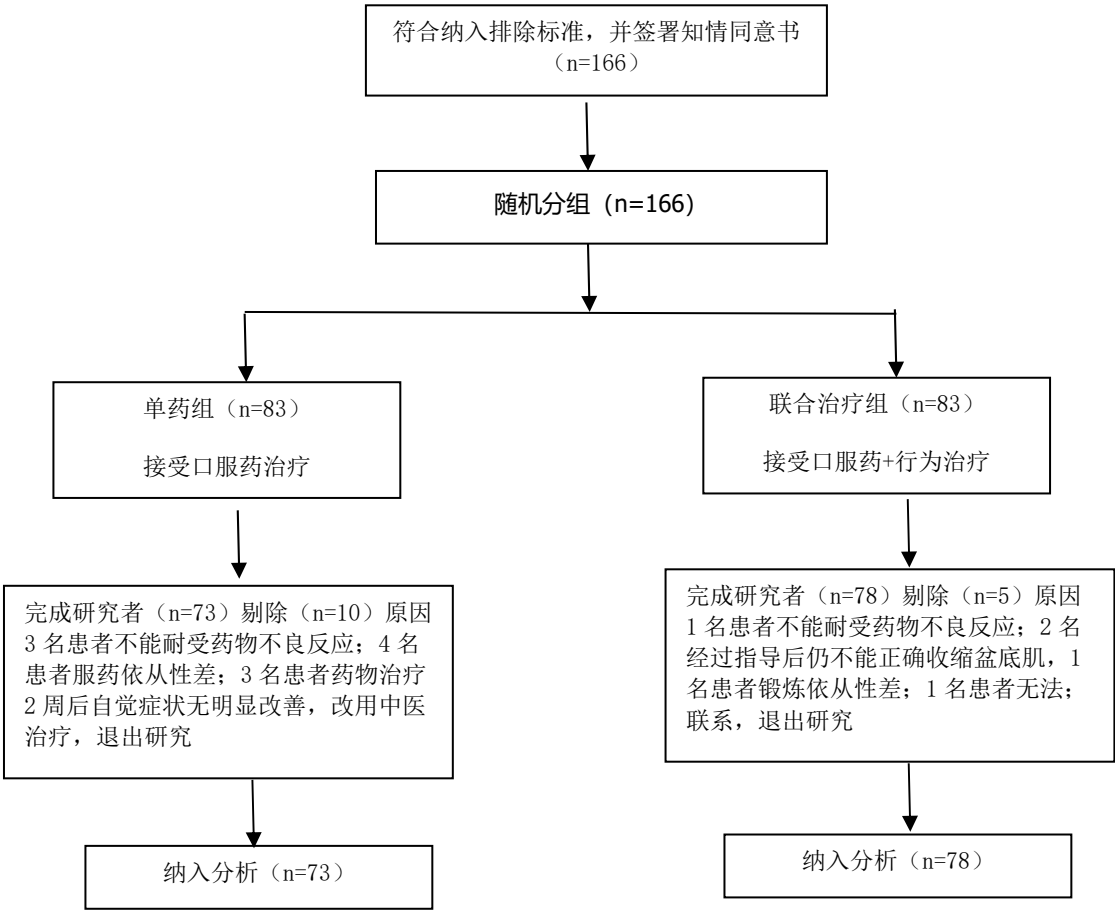 符合纳入排除标准，并签署知情同意书
（n=166）
随机分组（n=166）
单药组（n=83）
接受口服药治疗
联合治疗组（n=83）
接受口服药+行为治疗
完成研究者（n=73）剔除（n=10）原因
3 名患者不能耐受药物不良反应；4 名
患者服药依从性差；3 名患者药物治疗
2 周后自觉症状无明显改善，改用中医
治疗，退出研究
完成研究者（n=78）剔除（n=5）原因
1 名患者不能耐受药物不良反应；2 名
经过指导后仍不能正确收缩盆底肌，1
名患者锻炼依从性差；1 名患者无法；
联系，退出研究
纳入分析（n=73）
纳入分析（n=78）